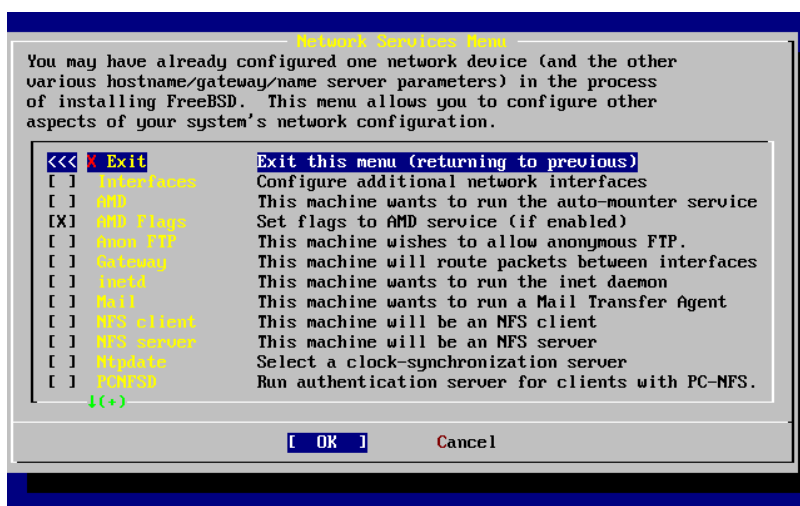 Network Services Menu
You may have already configured one network device (and the other
various hostname/gateway/name server parameters) in the process
of installing FreeBSD.  This menu allows you to configure other
aspects of your system's network configuration.
<<< X Exit Exit this menu (returning to previous)
[ ] Interfaces Configure additional network interfaces
[ ] AMD This machine wants to run the auto-mounter service
[X] AMD Flags Set flags to AMD service (if enabled)
[ ] Anon FTP This machine wishes to allow anonymous FTP.
[ ] Gateway This machine will route packets between interfaces
[ ] inetd This machine wants to run the inet daemon
[ ] Mail This machine wants to run a Mail Transfer Agent
[ ] NFS client This machine will be an NFS client
[ ] NFS server This machine will be an NFS server
[ ] Ntpdate Select a clock-synchronization server
[ ] PCNFSD Run authentication server for clients with PC-NFS.
↓(+)
[ OK ] Cancel